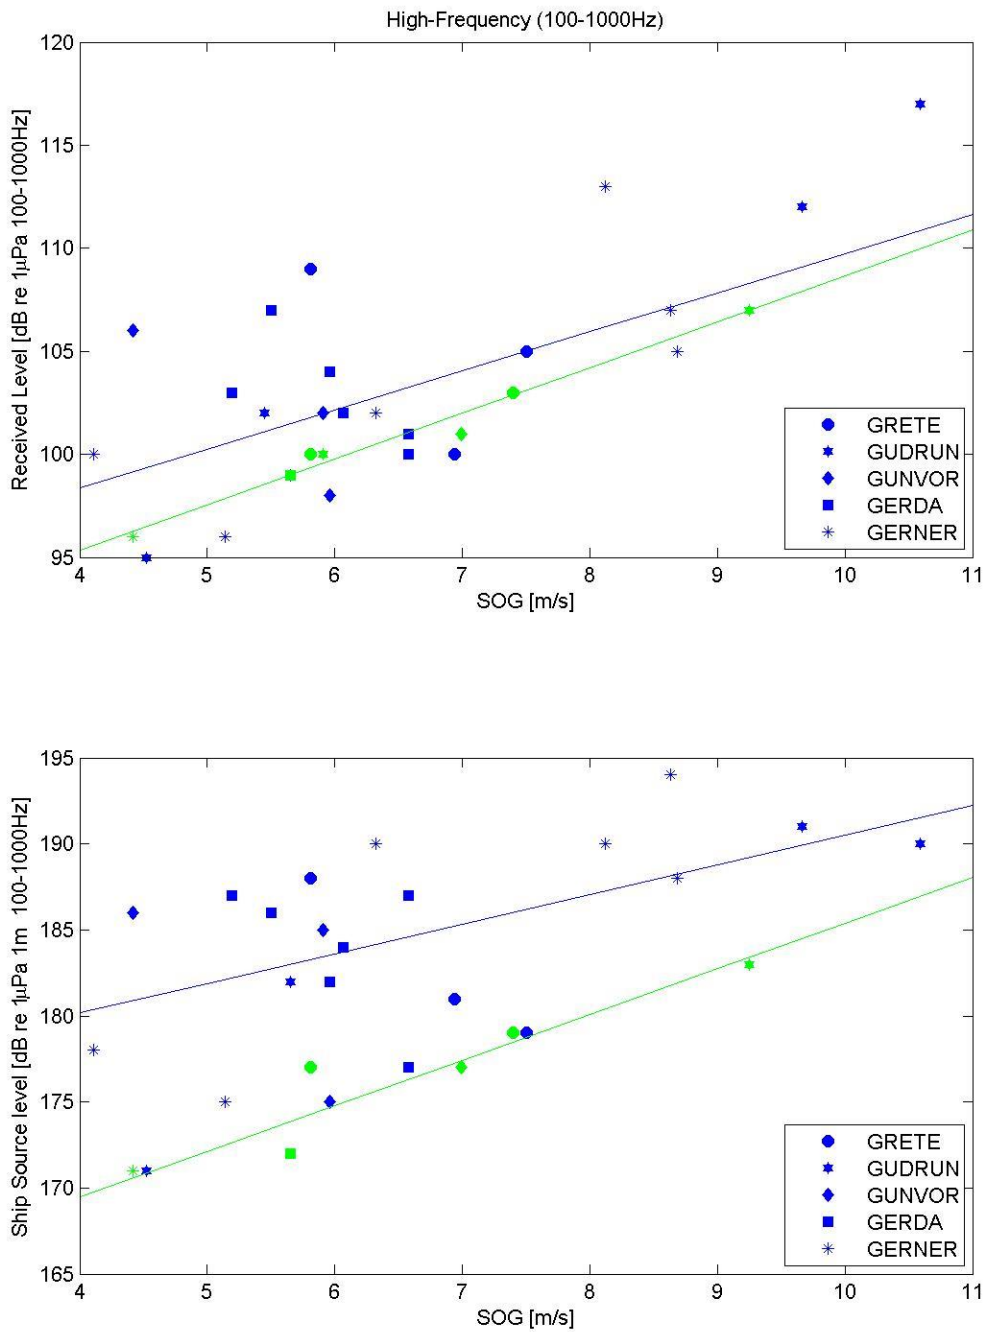 High-Frequency (100-1000Hz)
Received Level [dB re 1μPa 100-1000Hz]
120
115
110
105
100
95
4 5 6 7 8 9 10 11
SOG [m/s]
GRETE
GUDRUN
GUNVOR
GERDA
GERNER
Ship Source level [dB re 1μPa 1m 100-1000Hz]
195
190
185
180
175
170
165
4 5 6 7 8 9 10 11
SOG [m/s]
GRETE
GUDRUN
GUNVOR
GERDA
GERNER